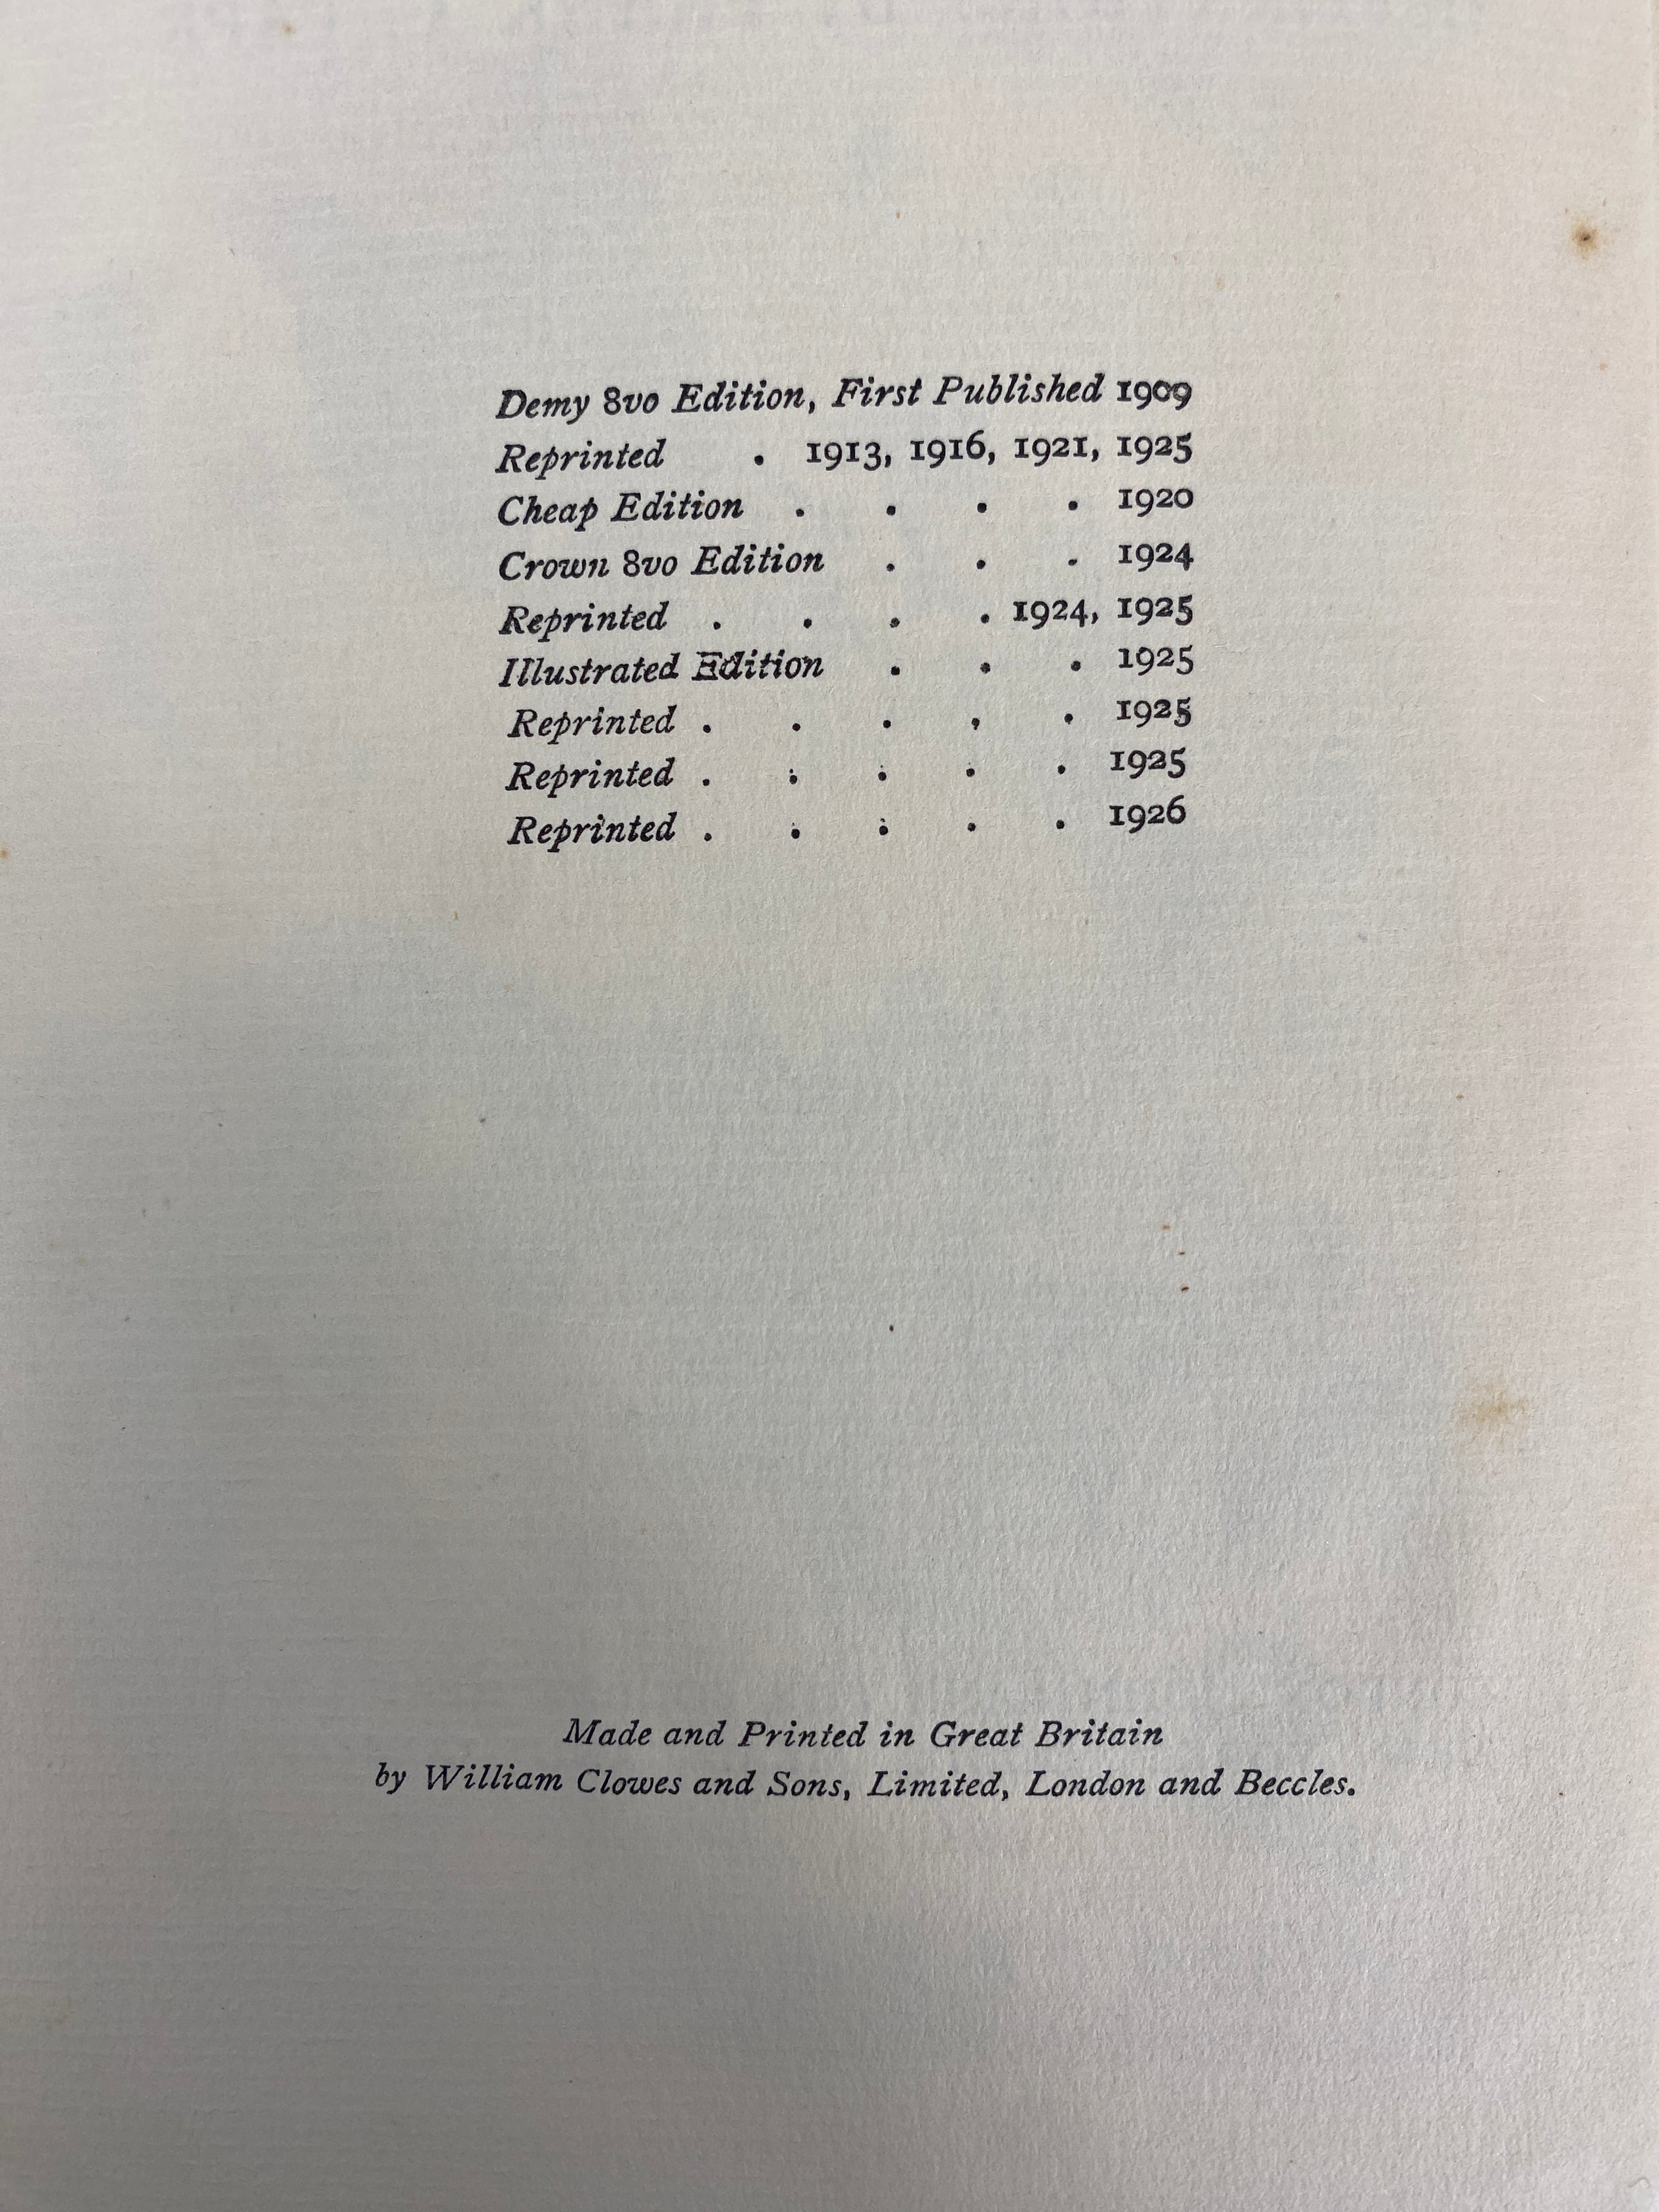 Demy 8vo Edition, First Published 1909
Reprinted . 1913, 1916, 1921, 1925
Cheap Edition . . . . 1920
Crown 8vo Edition . . . 1924
Reprinted . . . . 1924, 1925
Illustrated Edition . . . 1925
Reprinted . . . . . 1925
Reprinted . . . . . 1925
Reprinted . . . . . 1926
Made and Printed in Great Britain
by William Clowes and Sons, Limited, London and Beccles.